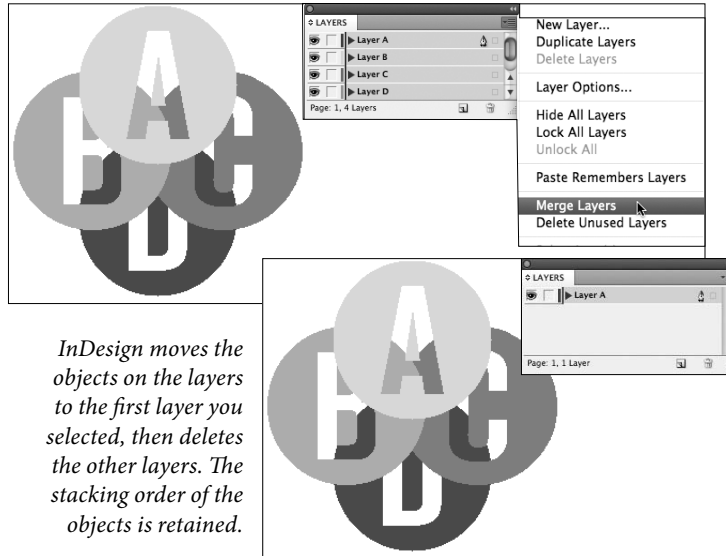 A
B
C
D
LAYERS
Layer A
Layer B
Layer C
Layer D
Page: 1, 4 Layers
New Layer...
Duplicate Layers
Delete Layers
Layer Options...
Hide All Layers
Lock All Layers
Unlock All
Paste Remembers Layers
Merge Layers
Delete Unused Layers
A
B
C
D
LAYERS
Layer A
Page: 1, 1 Layer
InDesign moves the
objects on the layers
to the first layer you
selected, then deletes
the other layers. The
stacking order of the
objects is retained.